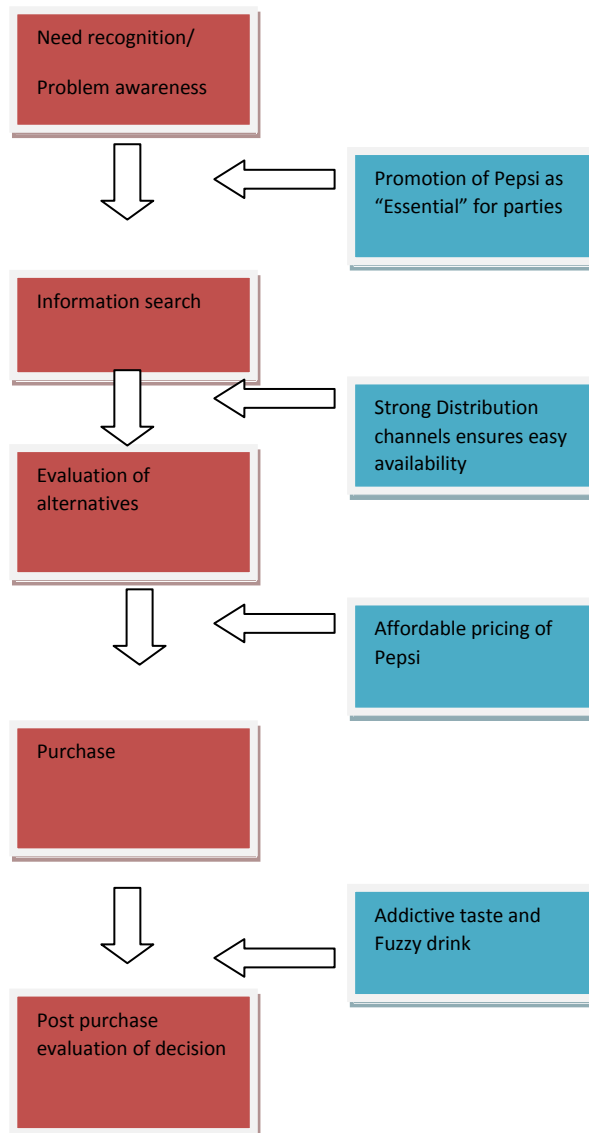 Need recognition/
Problem awareness
Promotion of Pepsi as
“Essential” for parties
Information search
Strong Distribution
channels ensures easy
availability
Evaluation of
alternatives
Affordable pricing of
Pepsi
Purchase
Addictive taste and
Fuzzy drink
Post purchase
evaluation of decision